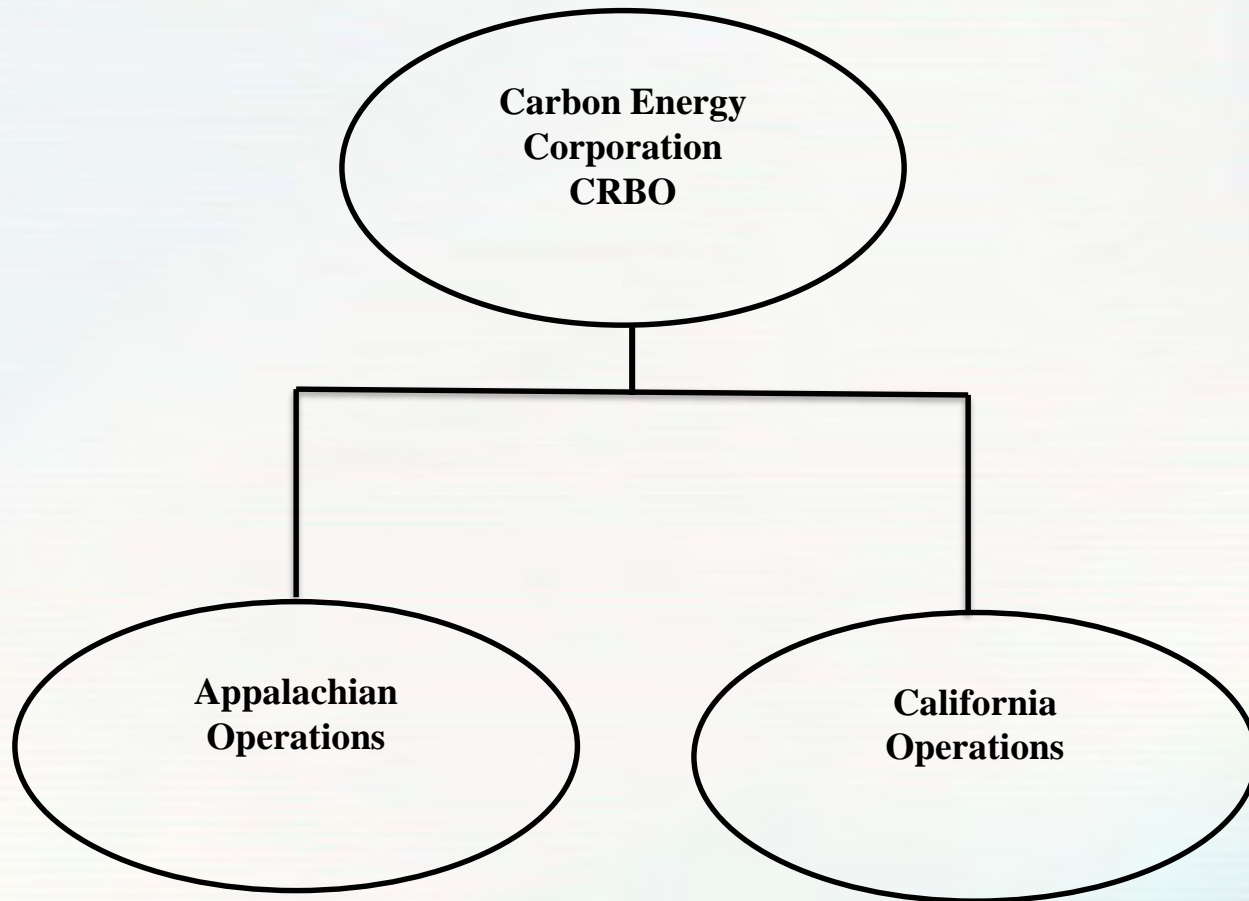 Carbon Energy
Corporation
CRBO
Appalachian
Operations
California
Operations